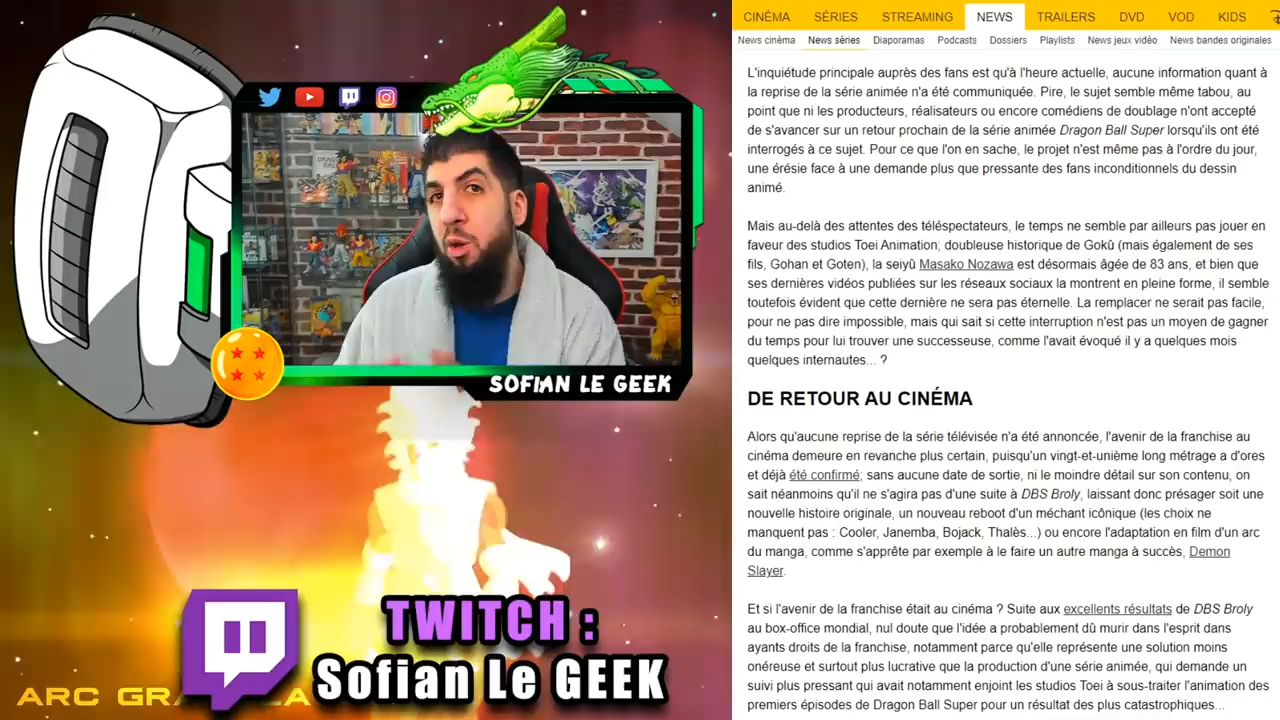 SOFIAN LE GEEK
TWITCH :
Sofian Le GEEK
CINÉMA SÉRIES STREAMING NEWS TRAILERS DVD VOD KIDS
News cinéma News séries Diaporamas Podcasts Dossiers Playlists News jeux vidéo News bandes originales
L'inquiétude principale auprès des fans est qu'à l'heure actuelle, aucune information quant à
la reprise de la série animée n'a été communiquée. Pire, le sujet semble même tabou, au
point que ni les producteurs, réalisateurs ou encore comédiens de doublage n'ont accepté
de s'avancer sur un retour prochain de la série animée Dragon Ball Super lorsqu'ils ont été
interrogés à ce sujet. Pour ce que l'on en sache, le projet n'est même pas à l'ordre du jour,
une érésie face à une demande plus que pressante des fans inconditionnels du dessin
animé.
Mais au-delà des attentes des téléspectateurs, le temps ne semble par ailleurs pas jouer en
faveur des studios Toei Animation; doubleuse historique de Gokû (mais également de ses
fils, Gohan et Goten), la seiyû Masako Nozawa est désormais âgée de 83 ans, et bien que
ses dernières vidéos publiées sur les réseaux sociaux la montrent en pleine forme, il semble
toutefois évident que cette dernière ne sera pas éternelle. La remplacer ne serait pas facile,
pour ne pas dire impossible, mais qui sait si cette interruption n'est pas un moyen de gagner
du temps pour lui trouver une successeuse, comme l'avait évoqué il y a quelques mois
quelques internautes... ?
DE RETOUR AU CINÉMA
Alors qu'aucune reprise de la série télévisée n'a été annoncée, l'avenir de la franchise au
cinéma demeure en revanche plus certain, puisqu'un vingt-et-unième long métrage a d'ores
et déjà été confirmé; sans aucune date de sortie, ni le moindre détail sur son contenu, on
sait néanmoins qu'il ne s'agira pas d'une suite à DBS Broly, laissant donc présager soit une
nouvelle histoire originale, un nouveau reboot d'un méchant icônique (les choix ne
manquent pas : Cooler, Janemba, Bojack, Thalès...) ou encore l'adaptation en film d'un arc
du manga, comme s'apprête par exemple à le faire un autre manga à succès, Demon
Slayer.
Et si l'avenir de la franchise était au cinéma ? Suite aux excellents résultats de DBS Broly
au box-office mondial, nul doute que l'idée a probablement dû murir dans l'esprit dans
ayants droits de la franchise, notamment parce qu'elle représente une solution moins
onéreuse et surtout plus lucrative que la production d'une série animée, qui demande un
suivi plus pressant qui avait notamment enjoint les studios Toei à sous-traiter l'animation des
premiers épisodes de Dragon Ball Super pour un résultat des plus catastrophiques...
ARC GRA